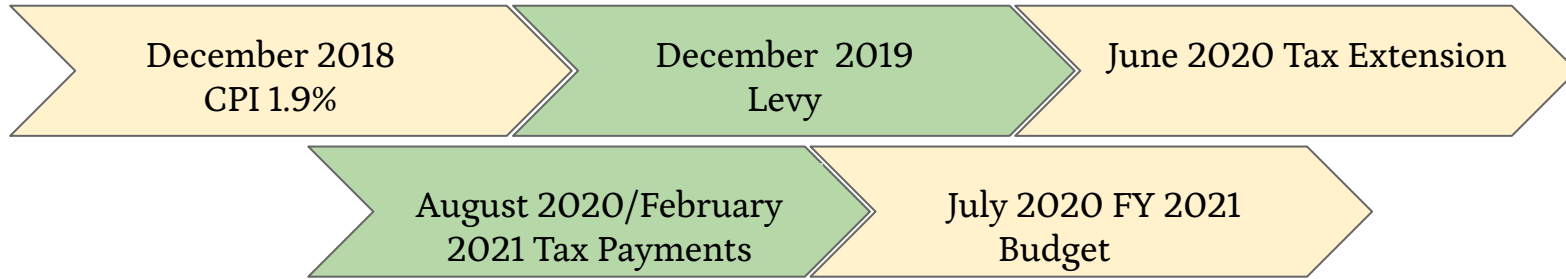 December 2018
CPI 1.9%
December 2019
Levy
June 2020 Tax Extension
August 2020/February
2021 Tax Payments
July 2020 FY 2021
Budget